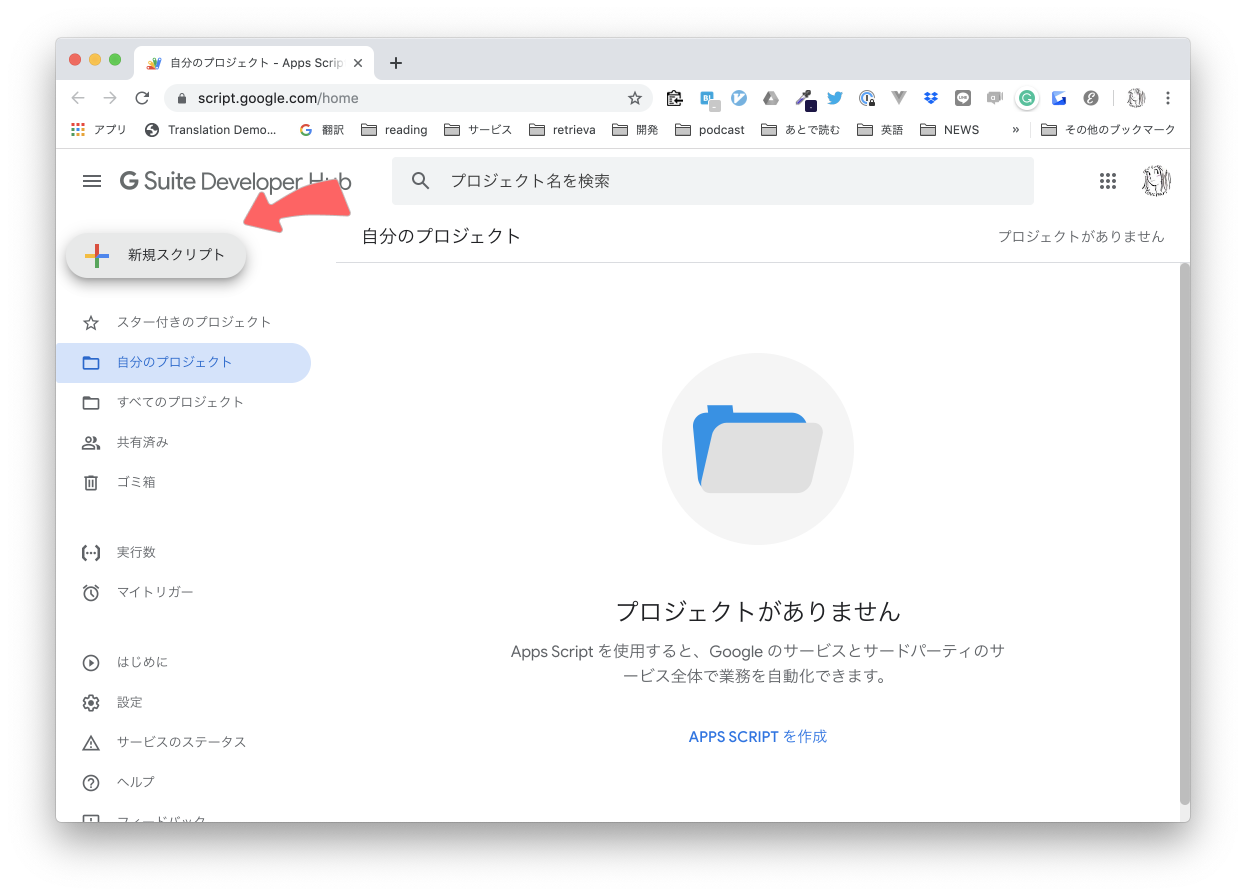 自分のプロジェクト - Apps Scrip
script.google.com/home
アプリ Translation Demo... 翻訳 reading サービス retrieva 開発 podcast あとで読む 英語 NEWS » その他のブックマーク
G Suite Developer Hub
プロジェクト名を検索
新規スクリプト
自分のプロジェクト
プロジェクトがありません
スター付きのプロジェクト
自分のプロジェクト
すべてのプロジェクト
共有済み
ゴミ箱
実行数
マイトリガー
はじめに
設定
サービスのステータス
ヘルプ
フィードバック
プロジェクトがありません
Apps Script を使用すると、Google のサービスとサードパーティのサ
ービス全体で業務を自動化できます。
APPS SCRIPT を作成